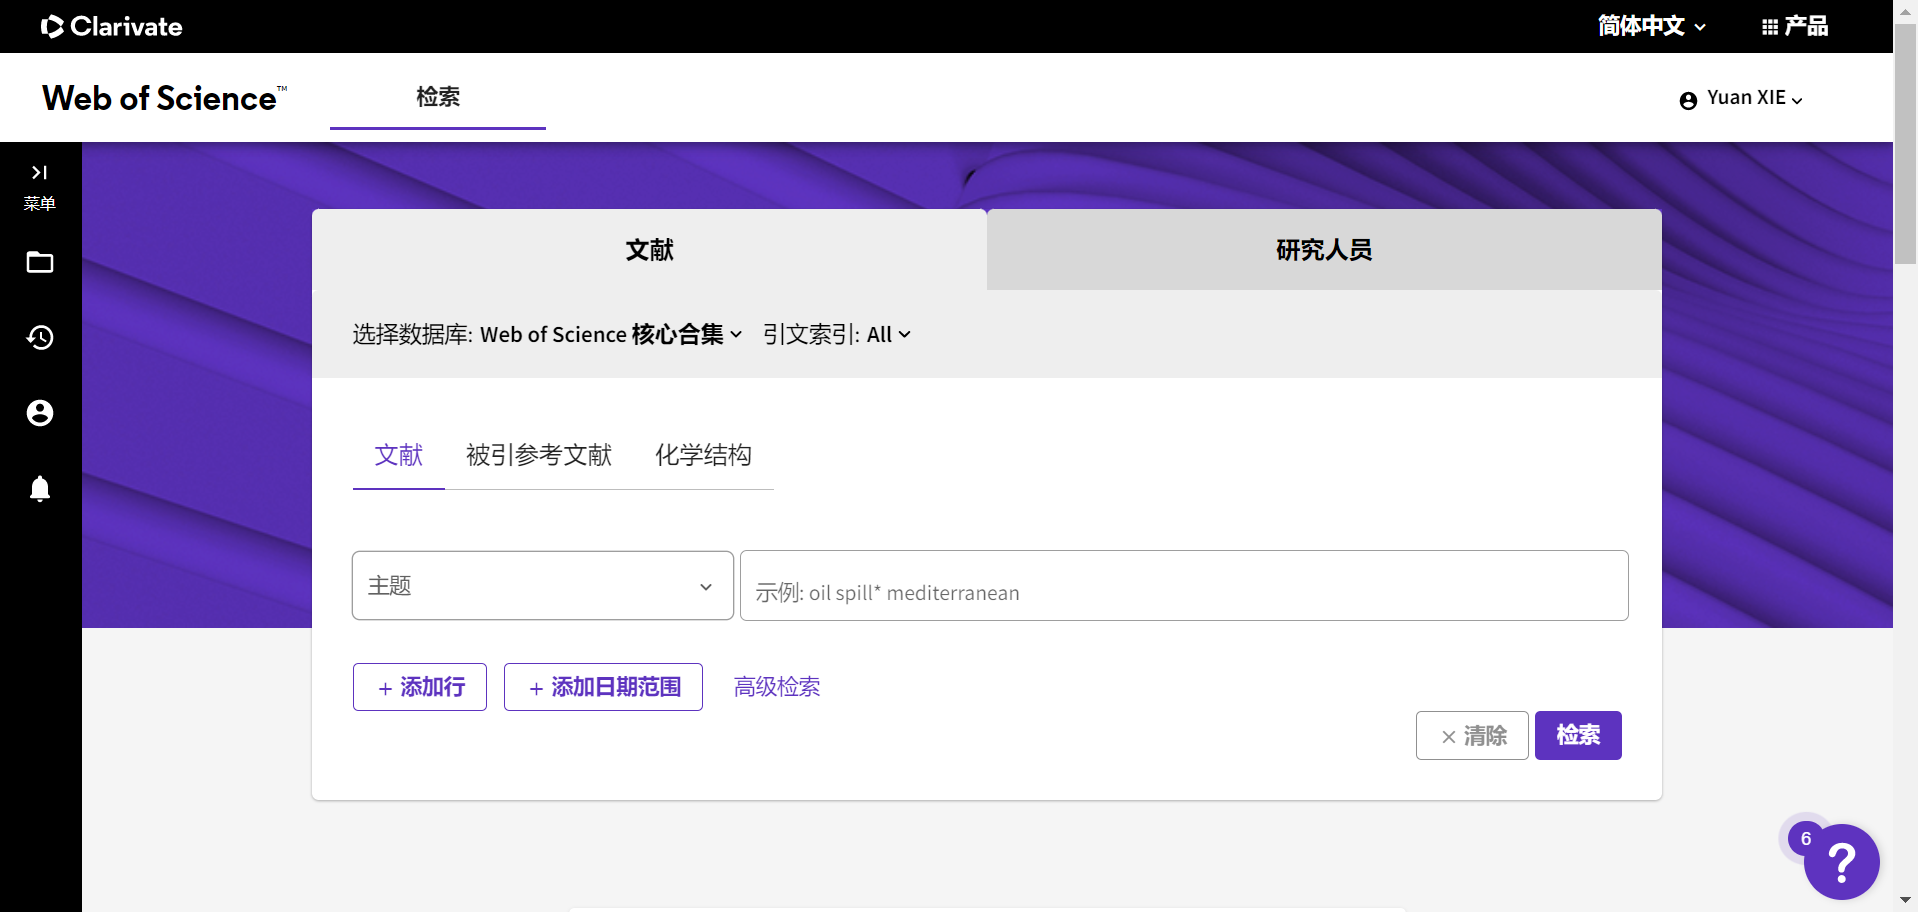 Clarivate
简体中文
产品
Web of Science™
检索
Yuan XIE
菜单
文献
研究人员
选择数据库: Web of Science 核心合集 引文索引: All
文献 被引参考文献 化学结构
主题
示例: oil spill* mediterranean
+ 添加行
+ 添加日期范围
高级检索
× 清除
检索
6
?